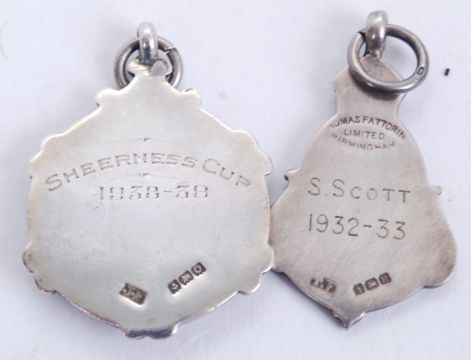 SHEERNESS CUP
1938-39
THOMAS FATTORINI
LIMITED
BIRMINGHAM
S. SCOTT
1932-33